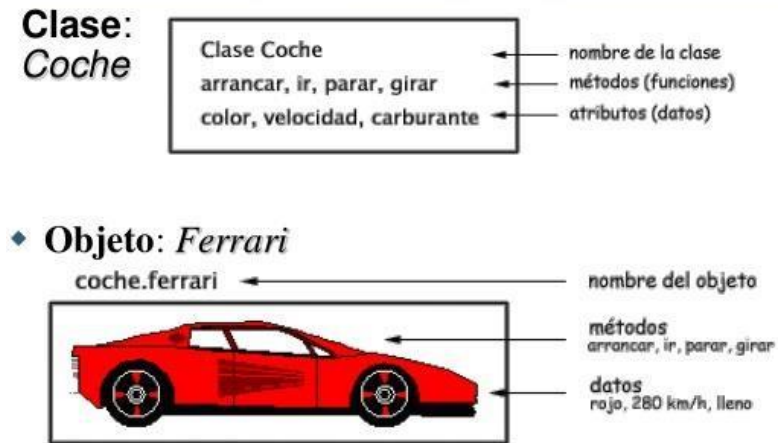 Clase:
Coche
Clase Coche
nombre de la clase
arrancar, ir, parar, girar
métodos (funciones)
color, velocidad, carburante
atributos (datos)
Objeto: Ferrari
coche.ferrari
nombre del objeto
métodos
arrancar, ir, parar, girar
datos
rojo, 280 km/h, lleno